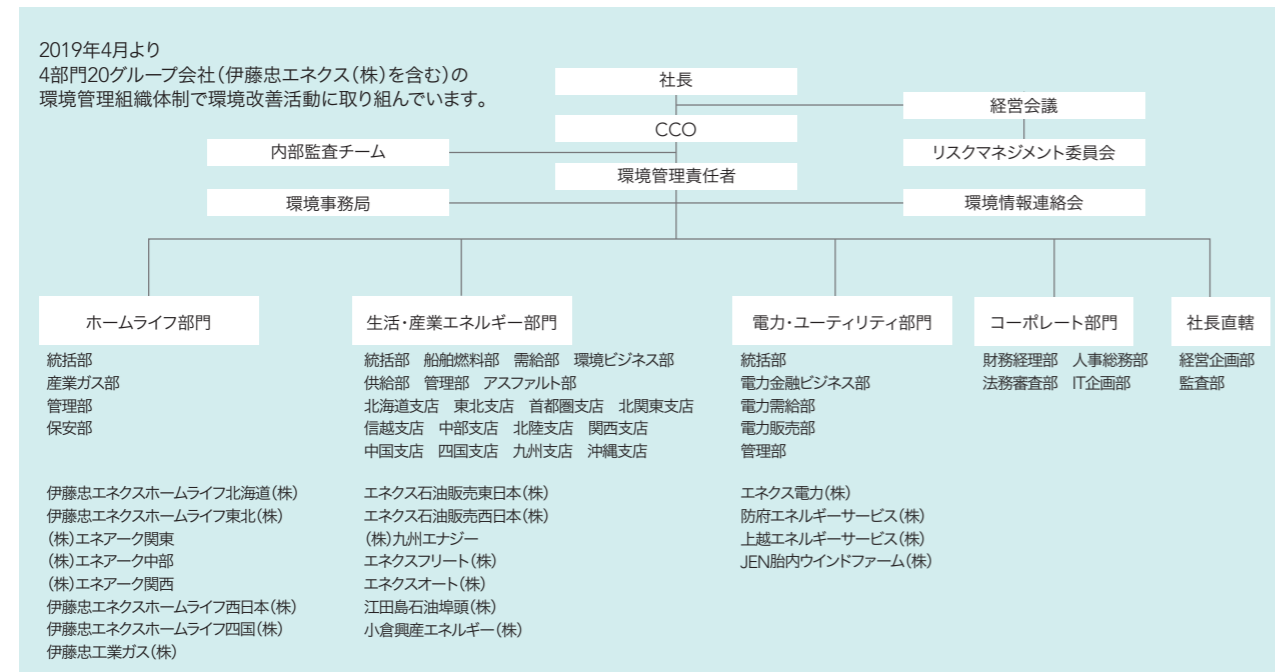 2019年4月より
4部門20グループ会社（伊藤忠エネクス（株）を含む）の
環境管理組織体制で環境改善活動に取り組んでいます。
社長
経営会議
CCO
内部監査チーム
リスクマネジメント委員会
環境管理責任者
環境事務局
環境情報連絡会
ホームライフ部門
統括部
産業ガス部
管理部
保安部
伊藤忠エネクスホームライフ北海道（株）
伊藤忠エネクスホームライフ東北（株）
（株）エネアーク関東
（株）エネアーク中部
（株）エネアーク関西
伊藤忠エネクスホームライフ西日本（株）
伊藤忠エネクスホームライフ四国（株）
伊藤忠工業ガス（株）
生活・産業エネルギー部門
統括部 船舶燃料部 需給部 環境ビジネス部
供給部 管理部 アスファルト部
北海道支店 東北支店 首都圏支店 北関東支店
信越支店 中部支店 北陸支店 関西支店
中国支店 四国支店 九州支店 沖縄支店
エネクス石油販売東日本（株）
エネクス石油販売西日本（株）
（株）九州エナジー
エネクスフリート（株）
エネクスオート（株）
江田島石油埠頭（株）
小倉興産エネルギー（株）
電力・ユーティリティ部門
統括部
電力金融ビジネス部
電力需給部
電力販売部
管理部
エネクス電力（株）
防府エネルギーサービス（株）
上越エネルギーサービス（株）
JEN胎内ウインドファーム（株）
コーポレート部門
財務経理部 人事総務部
法務審査部 IT企画部
社長直轄
経営企画部
監査部